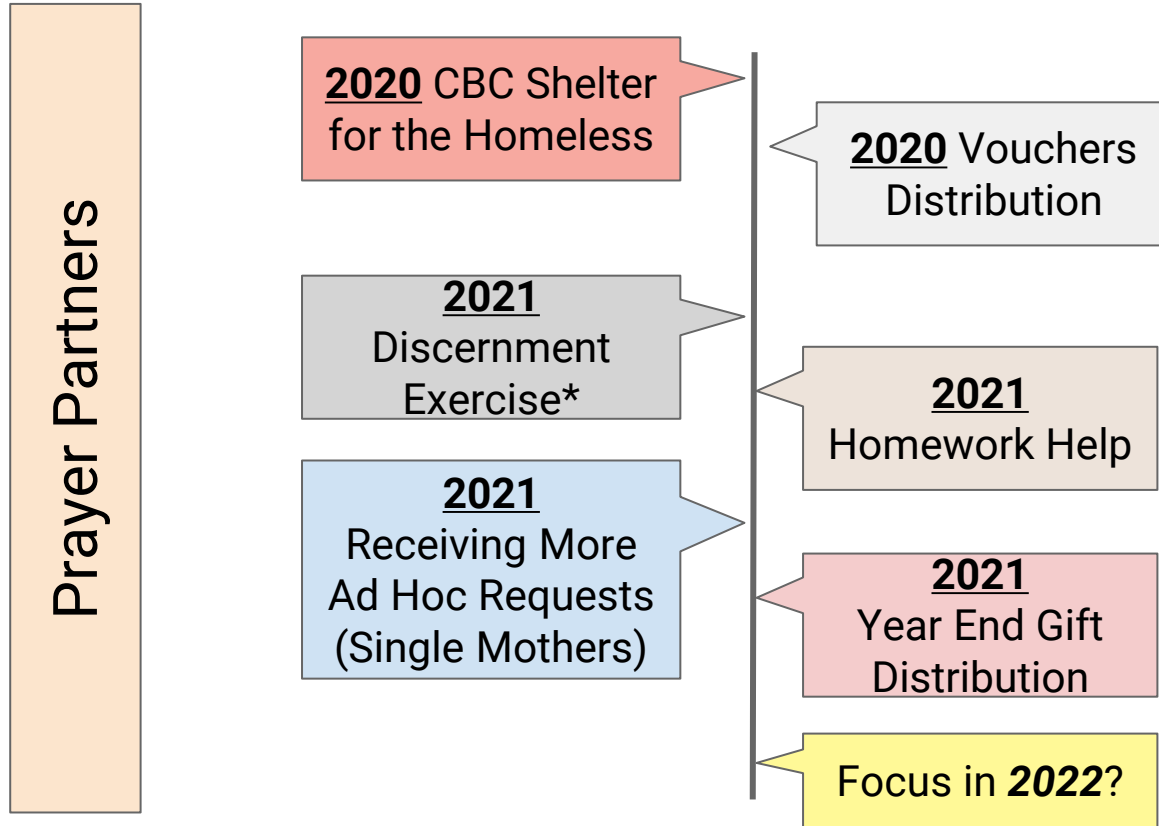 Prayer Partners
2020 CBC Shelter
for the Homeless
2020 Vouchers
Distribution
2021
Discernment
Exercise*
2021
Homework Help
2021
Receiving More
Ad Hoc Requests
(Single Mothers)
2021
Year End Gift
Distribution
Focus in 2022?